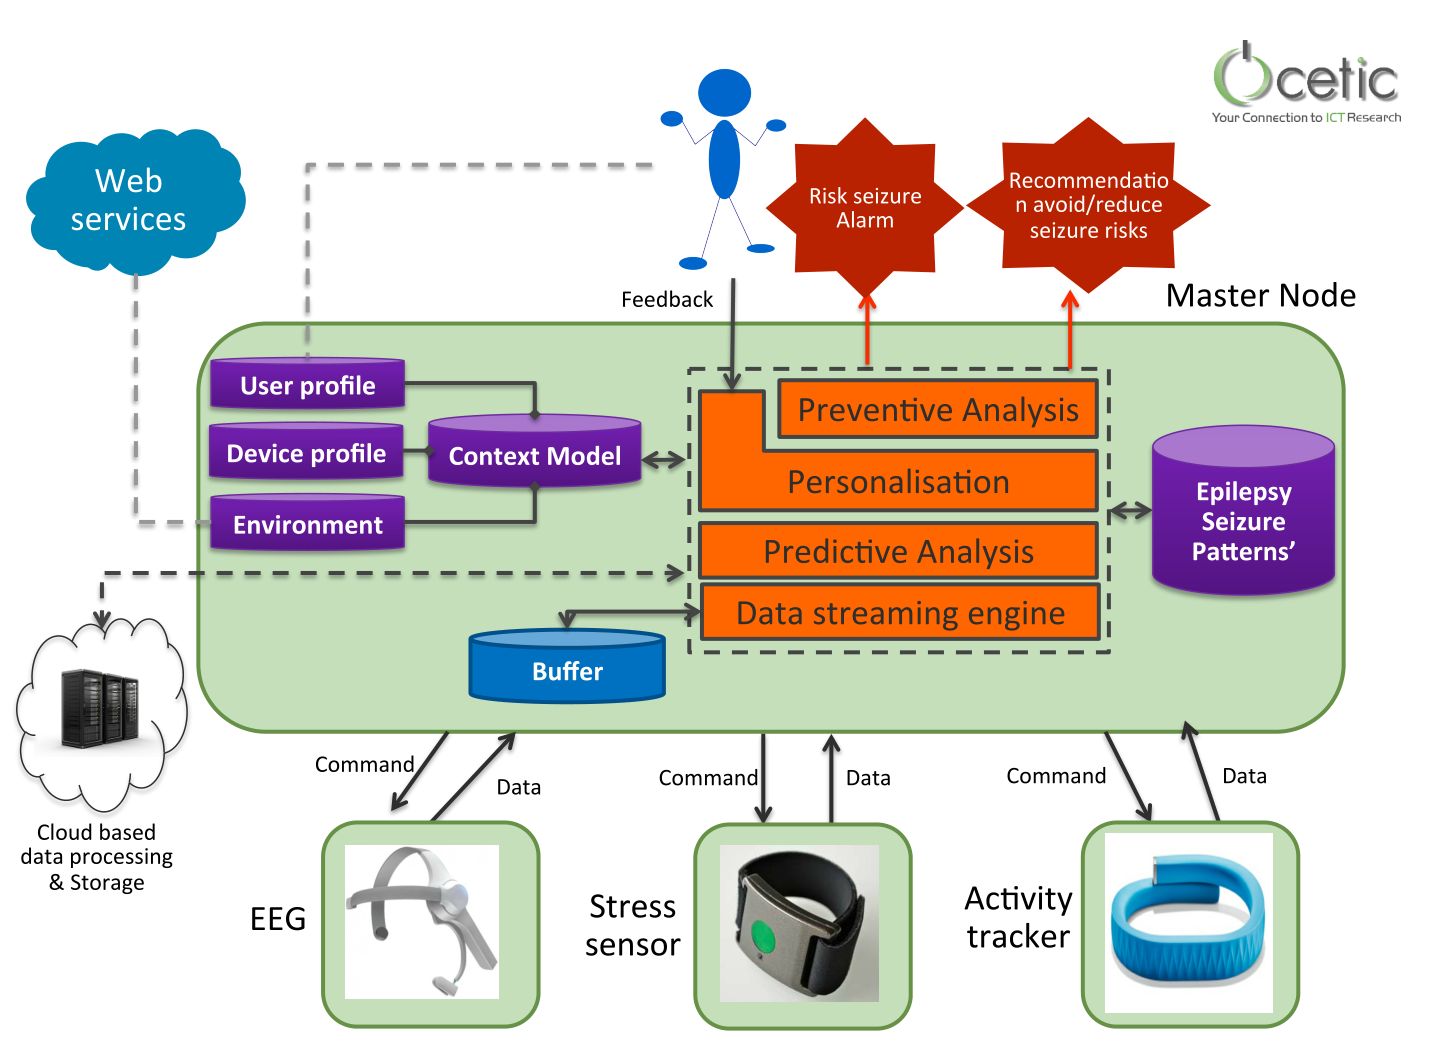 cetic
Your Connection to ICT Research
Web
services
Risk seizure
Alarm
Recommendatio
n avoid/reduce
seizure risks
Feedback
Master Node
User profile
Device profile
Environment
Context Model
Preventive Analysis
Personalisation
Predictive Analysis
Data streaming engine
Epilepsy
Seizure
Patterns’
Buffer
Cloud based
data processing
& Storage
Command
Data
Command
Data
Command
Data
EEG
Stress
sensor
Activity
tracker